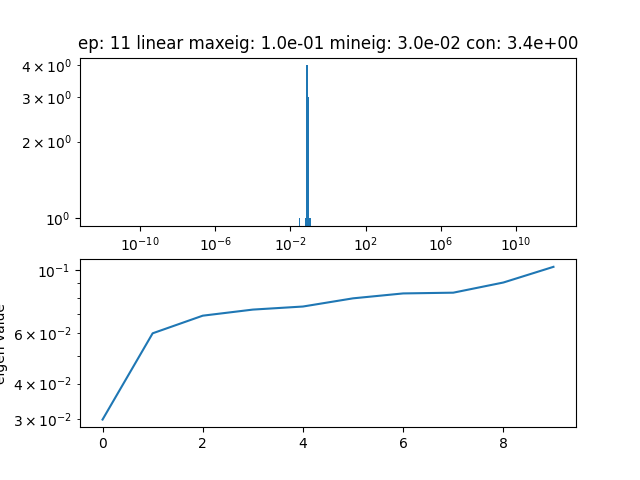 ep: 11 linear maxeig: 1.0e-01 mineig: 3.0e-02 con: 3.4e+00
4 × 10⁰
3 × 10⁰
2 × 10⁰
10⁰
10⁻¹⁰ 10⁻⁶ 10⁻² 10² 10⁶ 10¹⁰
10⁻¹
6 × 10⁻²
4 × 10⁻²
3 × 10⁻²
eigen value
0 2 4 6 8